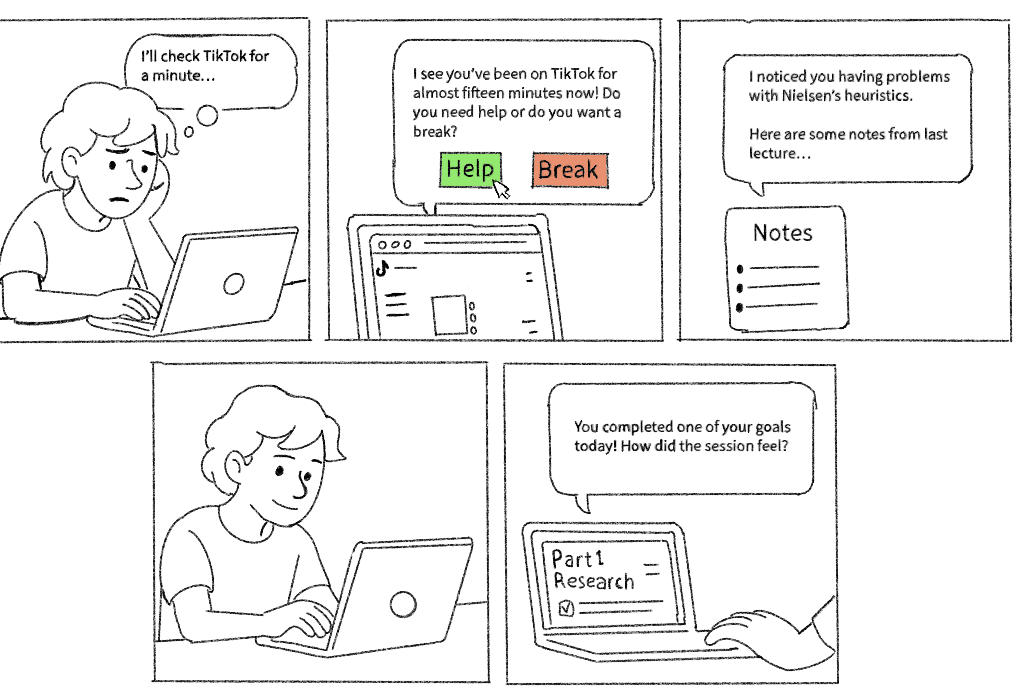 I'll check TikTok for
a minute...
I see you've been on TikTok for
almost fifteen minutes now! Do
you need help or do you want a
break?
Help
Break
I noticed you having problems
with Nielsen's heuristics.
Here are some notes from last
lecture...
Notes
You completed one of your goals
today! How did the session feel?
Part 1
Research